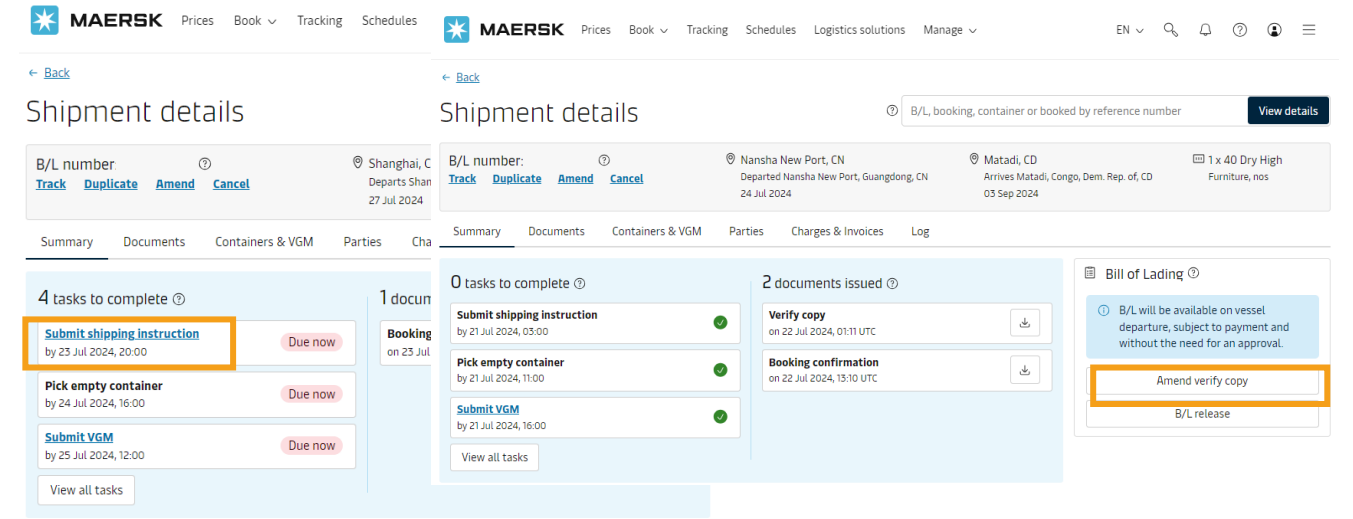 MAERSK Prices Book Tracking Schedules
← Back
Shipment details
B/L number:
Track Duplicate Amend Cancel
Shanghai, C
Departs Shan
27 Jul 2024
Summary Documents Containers & VGM Parties Cha
4 tasks to complete
Submit shipping instruction
by 23 Jul 2024, 20:00
Due now
Pick empty container
by 24 Jul 2024, 16:00
Due now
Submit VGM
by 25 Jul 2024, 12:00
Due now
View all tasks
1 docum
Booking
on 23 Jul
MAERSK Prices Book Tracking Schedules Logistics solutions Manage EN
← Back
Shipment details
B/L, booking, container or booked by reference number
View details
B/L number:
Track Duplicate Amend Cancel
Nansha New Port, CN
Departed Nansha New Port, Guangdong, CN
24 Jul 2024
Matadi, CD
Arrives Matadi, Congo, Dem. Rep. of, CD
03 Sep 2024
1 x 40 Dry High
Furniture, nos
Summary Documents Containers & VGM Parties Charges & Invoices Log
0 tasks to complete
Submit shipping instruction
by 21 Jul 2024, 03:00
Pick empty container
by 21 Jul 2024, 11:00
Submit VGM
by 21 Jul 2024, 16:00
View all tasks
2 documents issued
Verify copy
on 22 Jul 2024, 01:11 UTC
Booking confirmation
on 22 Jul 2024, 13:10 UTC
Bill of Lading
B/L will be available on vessel
departure, subject to payment and
without the need for an approval.
Amend verify copy
B/L release